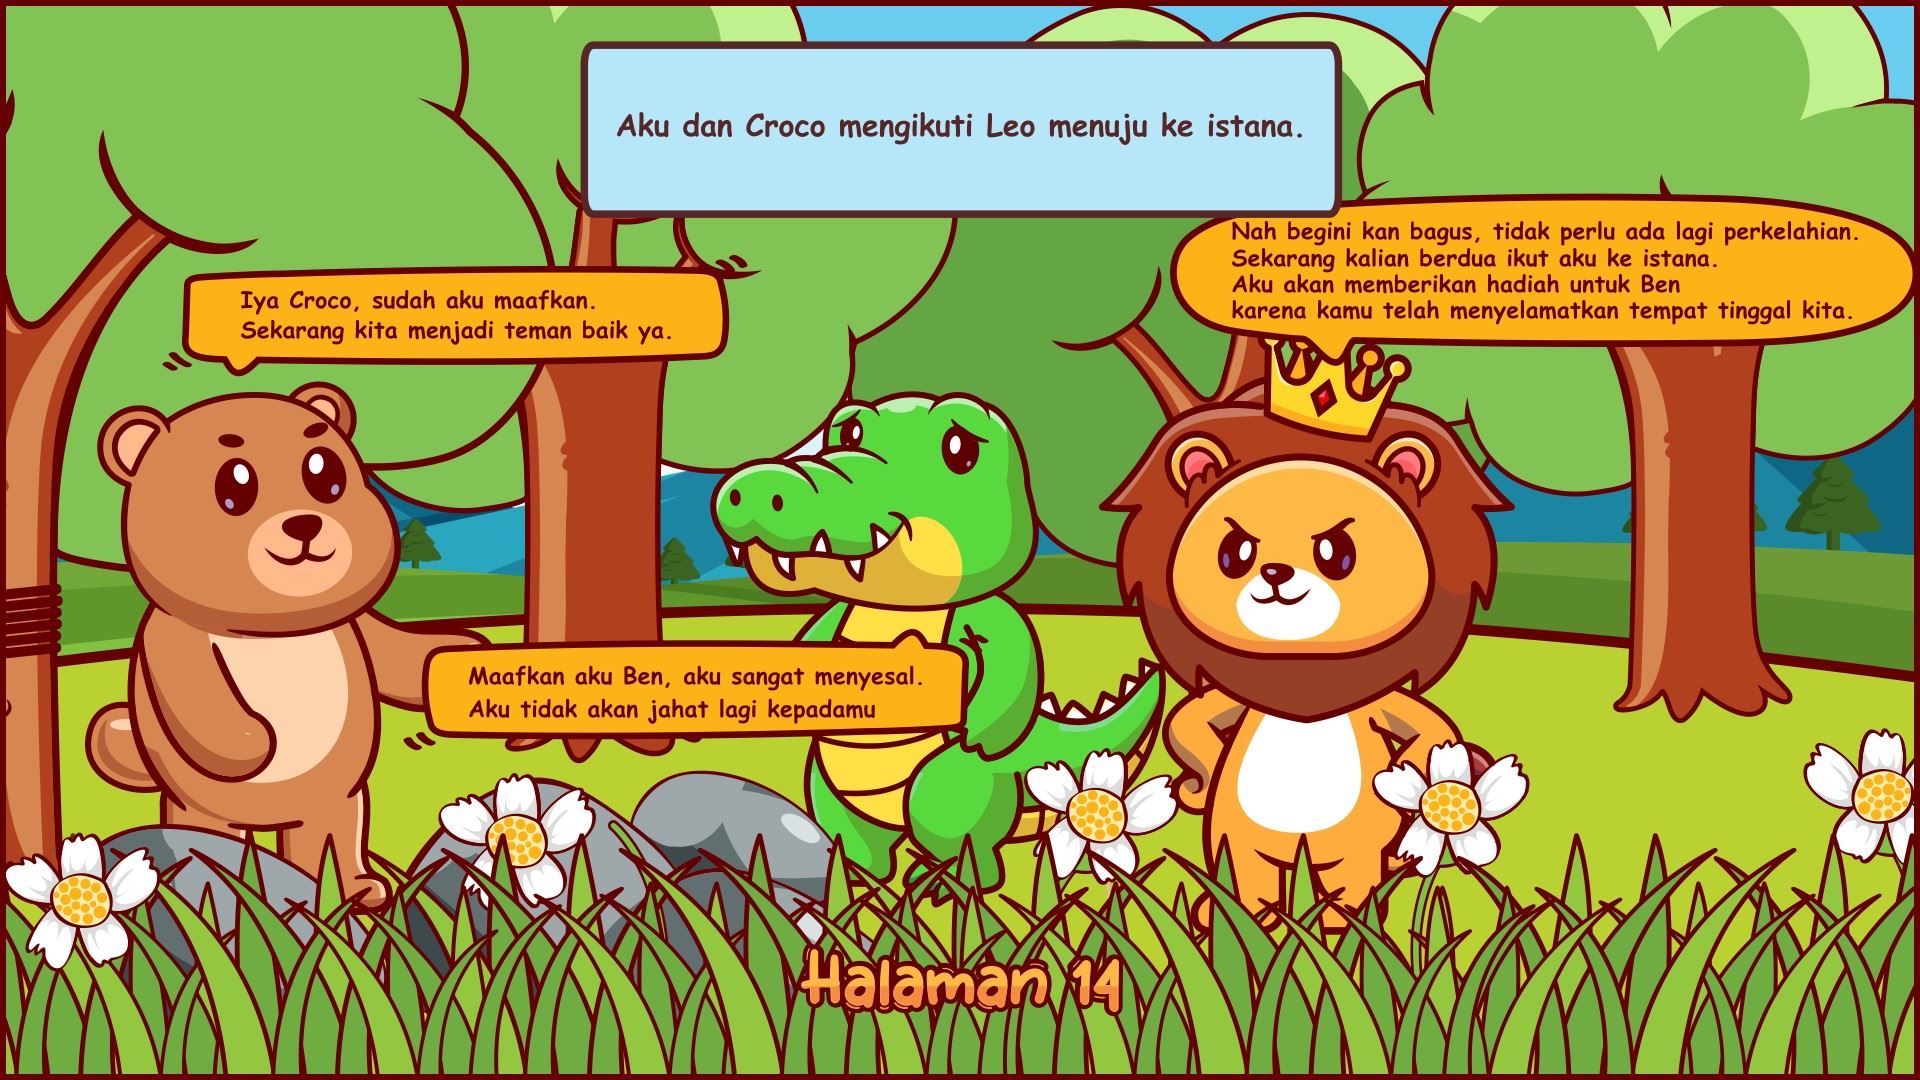 Aku dan Croco mengikuti Leo menuju ke istana.
Nah begini kan bagus, tidak perlu ada lagi perkelahian.
Sekarang kalian berdua ikut aku ke istana.
Aku akan memberikan hadiah untuk Ben
karena kamu telah menyelamatkan tempat tinggal kita.
Iya Croco, sudah aku maafkan.
Sekarang kita menjadi teman baik ya.
Maafkan aku Ben, aku sangat menyesal.
Aku tidak akan jahat lagi kepadamu
Halaman 14